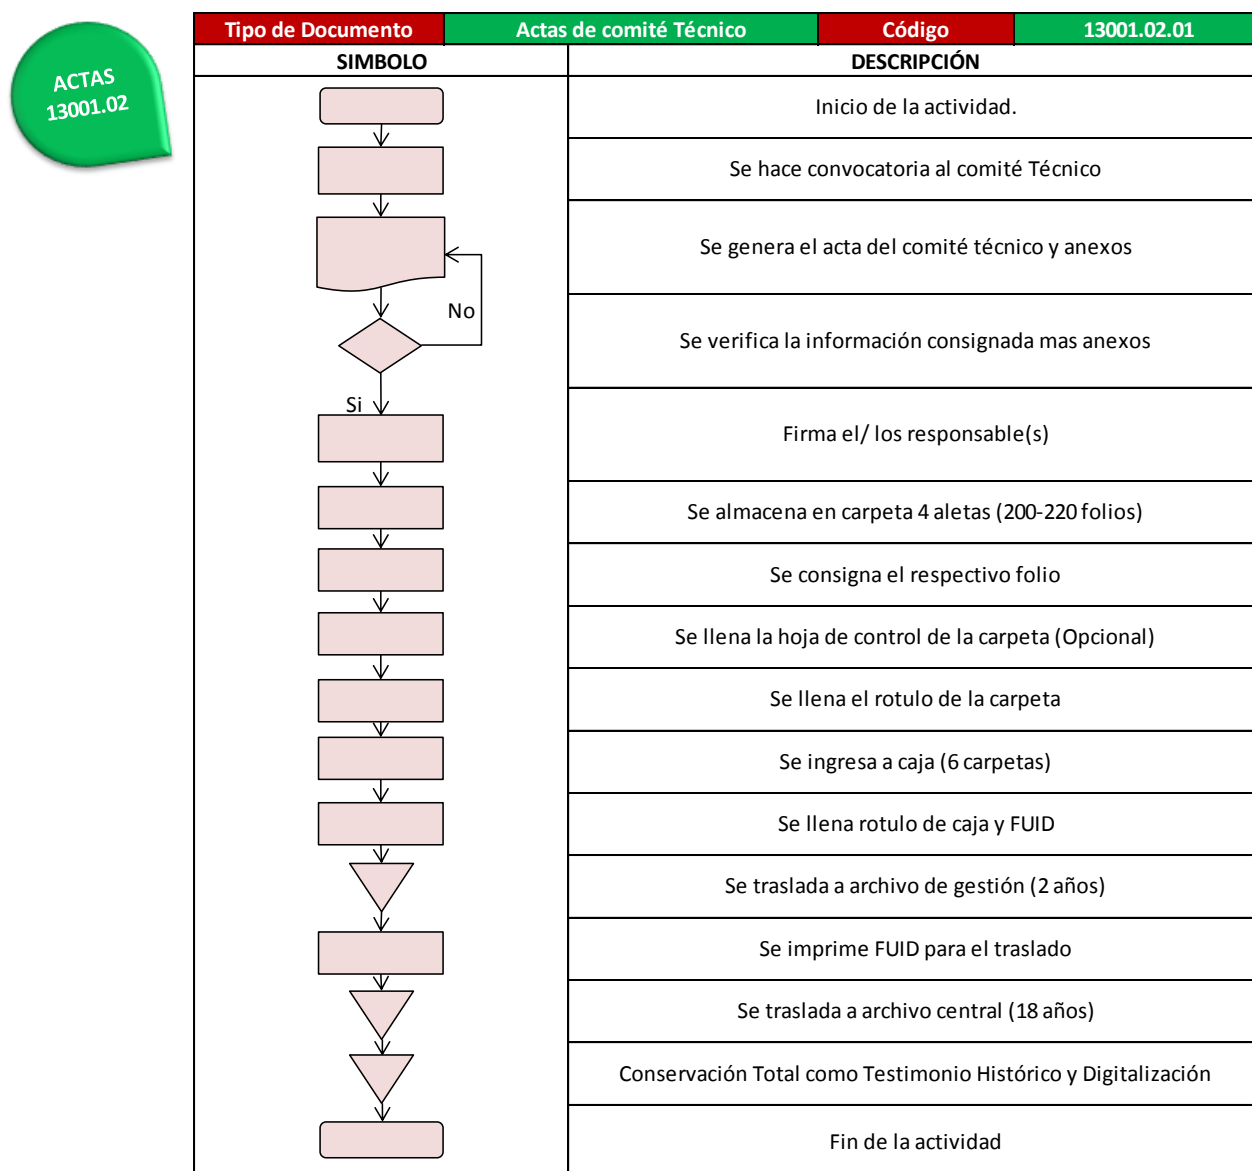 ACTAS
13001.02
Tipo de Documento Actas de comité Técnico Código 13001.02.01
SIMBOLO DESCRIPCIÓN
Inicio de la actividad.
Se hace convocatoria al comité Técnico
Se genera el acta del comité técnico y anexos
No
Se verifica la información consignada mas anexos
Si
Firma el/ los responsable(s)
Se almacena en carpeta 4 aletas (200-220 folios)
Se consigna el respectivo folio
Se llena la hoja de control de la carpeta (Opcional)
Se llena el rotulo de la carpeta
Se ingresa a caja (6 carpetas)
Se llena rotulo de caja y FUID
Se traslada a archivo de gestión (2 años)
Se imprime FUID para el traslado
Se traslada a archivo central (18 años)
Conservación Total como Testimonio Histórico y Digitalización
Fin de la actividad